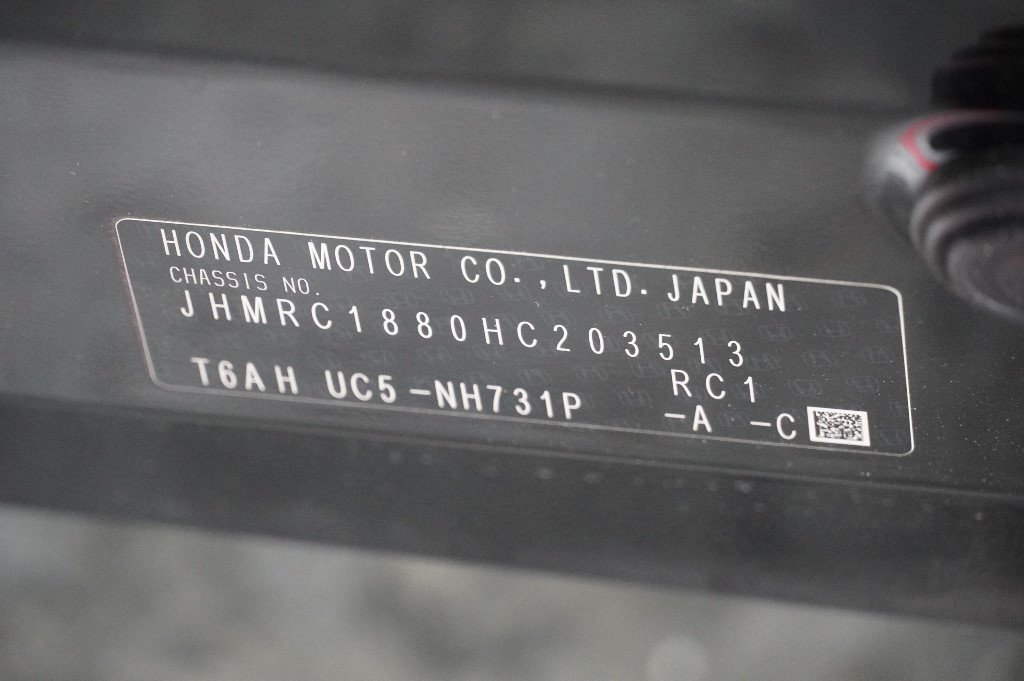 HONDA MOTOR CO.,LTD. JAPAN
CHASSIS NO.
JHMRC1880HC203513
RC1
T6AH UC5-NH731P -A -C